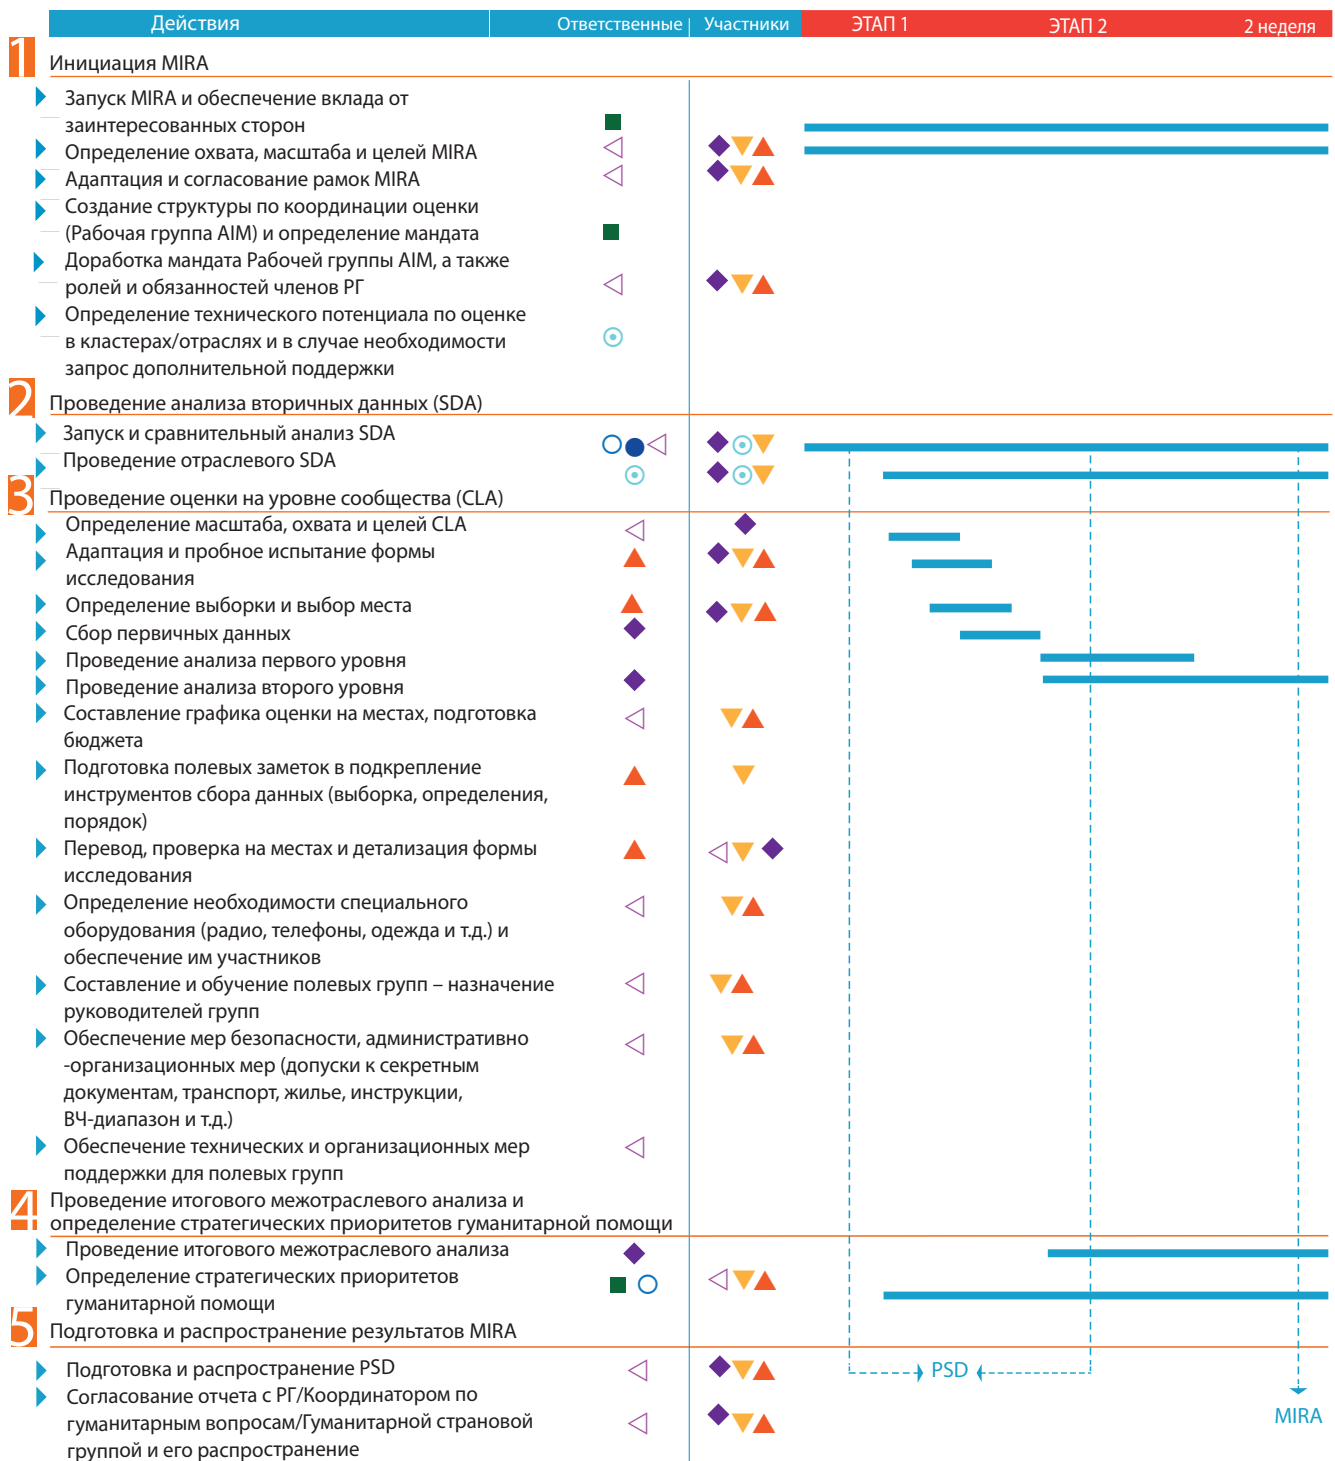 Действия Ответственные Участники ЭТАП 1 ЭТАП 2 2 неделя
1 Инициация MIRA
Запуск MIRA и обеспечение вклада от
заинтересованных сторон
Определение охвата, масштаба и целей MIRA
Адаптация и согласование рамок MIRA
Создание структуры по координации оценки
(Рабочая группа AIM) и определение мандата
Доработка мандата Рабочей группы AIM, а также
ролей и обязанностей членов РГ
Определение технического потенциала по оценке
в кластерах/отраслях и в случае необходимости
запрос дополнительной поддержки
2 Проведение анализа вторичных данных (SDA)
Запуск и сравнительный анализ SDA
Проведение отраслевого SDA
3 Проведение оценки на уровне сообщества (CLA)
Определение масштаба, охвата и целей CLA
Адаптация и пробное испытание формы
исследования
Определение выборки и выбор места
Сбор первичных данных
Проведение анализа первого уровня
Проведение анализа второго уровня
Составление графика оценки на местах, подготовка
бюджета
Подготовка полевых заметок в подкрепление
инструментов сбора данных (выборка, определения,
порядок)
Перевод, проверка на местах и детализация формы
исследования
Определение необходимости специального
оборудования (радио, телефоны, одежда и т.д.) и
обеспечение им участников
Составление и обучение полевых групп – назначение
руководителей групп
Обеспечение мер безопасности, административно
-организационных мер (допуски к секретным
документам, транспорт, жилье, инструкции,
ВЧ-диапазон и т.д.)
Обеспечение технических и организационных мер
поддержки для полевых групп
4 Проведение итогового межотраслевого анализа и
определение стратегических приоритетов гуманитарной помощи
Проведение итогового межотраслевого анализа
Определение стратегических приоритетов
гуманитарной помощи
5 Подготовка и распространение результатов MIRA
Подготовка и распространение PSD
PSD
Согласование отчета с РГ/Координатором по
гуманитарным вопросам/Гуманитарной страновой
группой и его распространение
MIRA